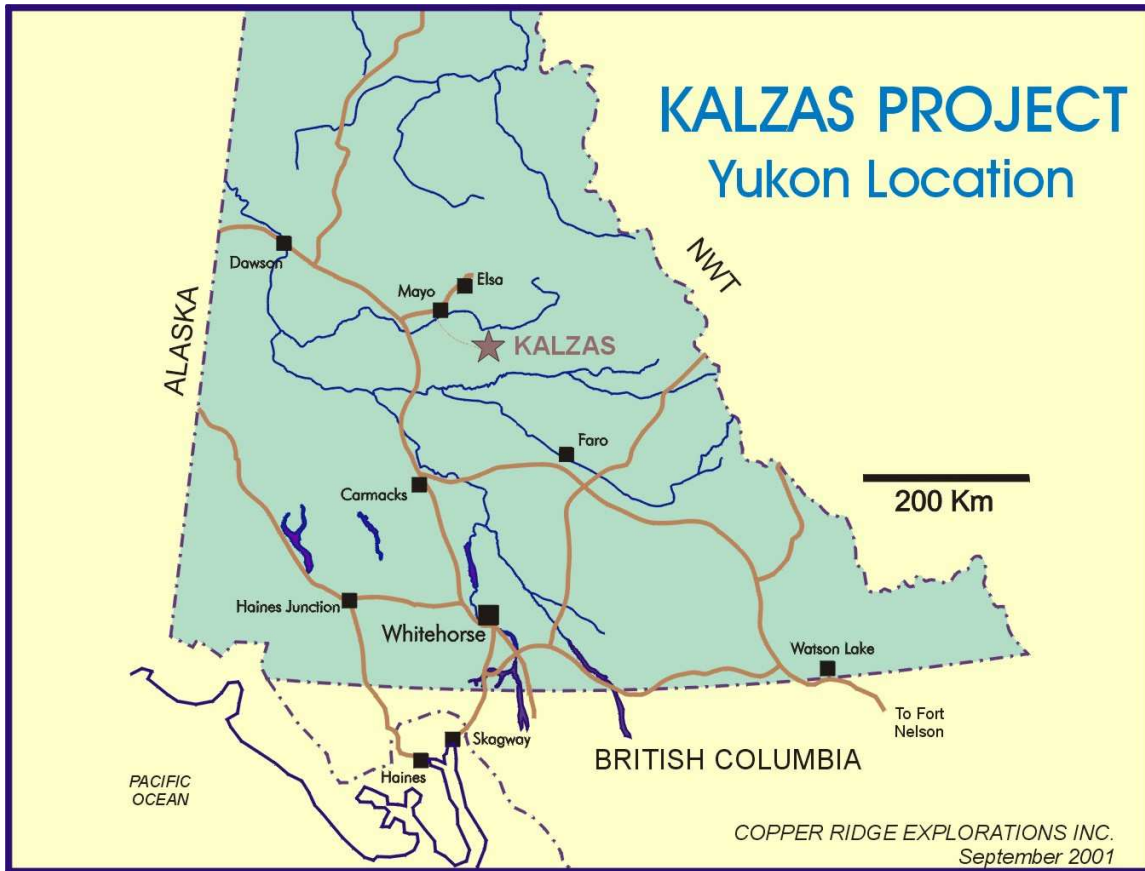 KALZAS PROJECT
Yukon Location
NWT
Dawson
Elsa
Mayo
ALASKA
KALZAS
Faro
Carmacks
200 Km
Haines Junction
Whitehorse
Watson Lake
To Fort
Nelson
Skagway
BRITISH COLUMBIA
Haines
PACIFIC
OCEAN
COPPER RIDGE EXPLORATIONS INC.
September 2001